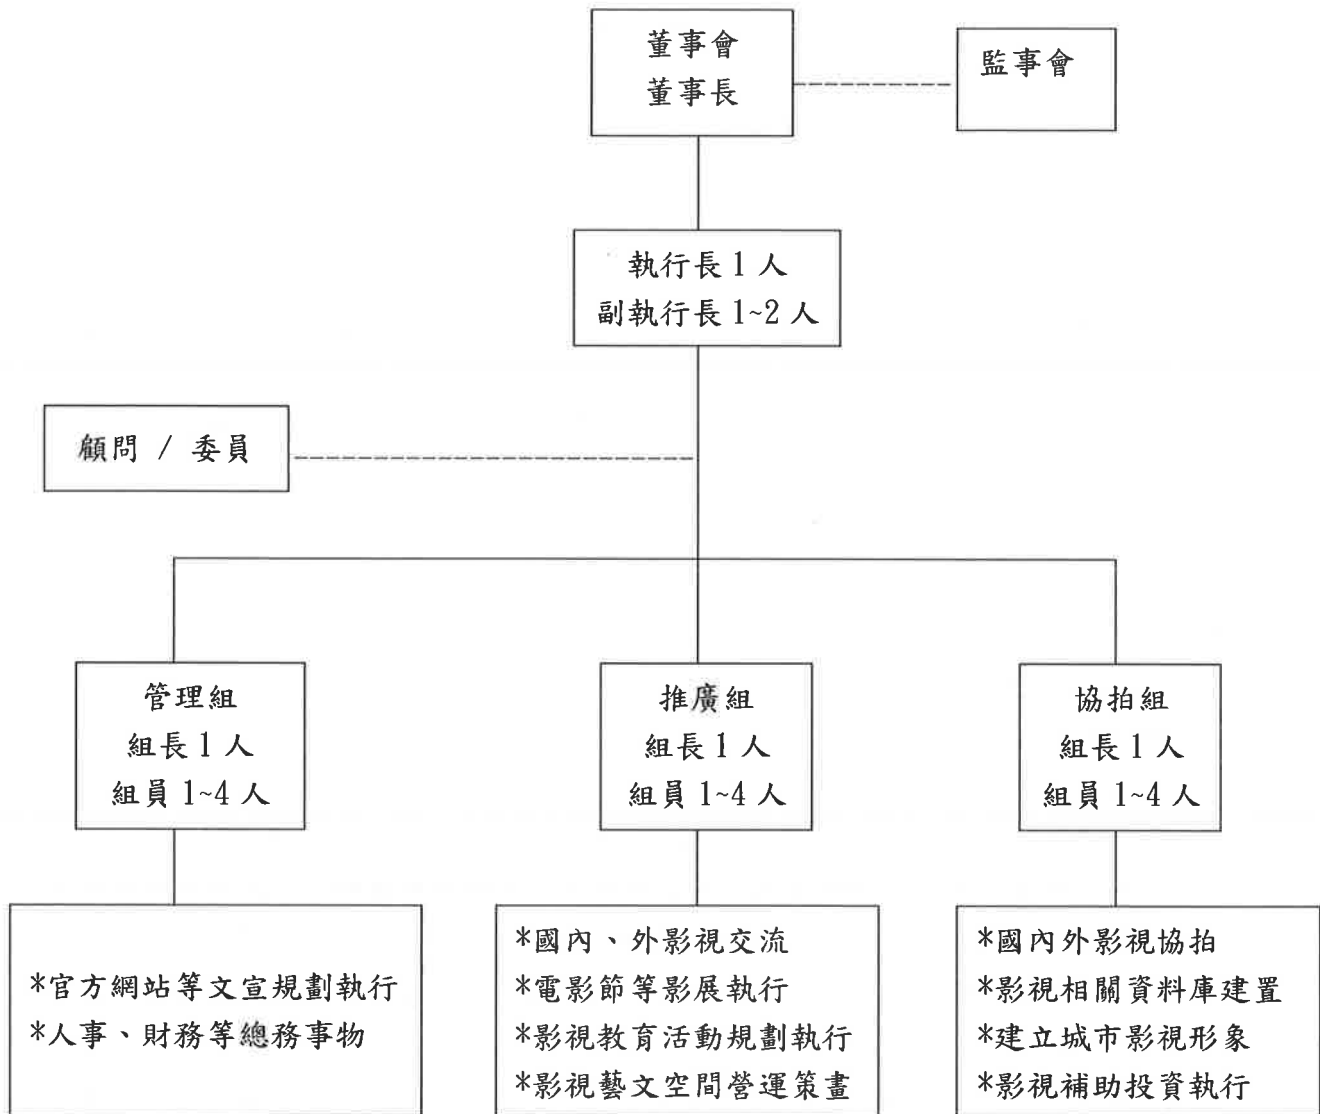 董事會
董事長
監事會
執行長 1 人
副執行長 1~2 人
顧問 / 委員
管理組
組長 1 人
組員 1~4 人
推廣組
組長 1 人
組員 1~4 人
協拍組
組長 1 人
組員 1~4 人
*官方網站等文宣規劃執行
*人事、財務等總務事物
*國內、外影視交流
*電影節等影展執行
*影視教育活動規劃執行
*影視藝文空間營運策畫
*國內外影視協拍
*影視相關資料庫建置
*建立城市影視形象
*影視補助投資執行